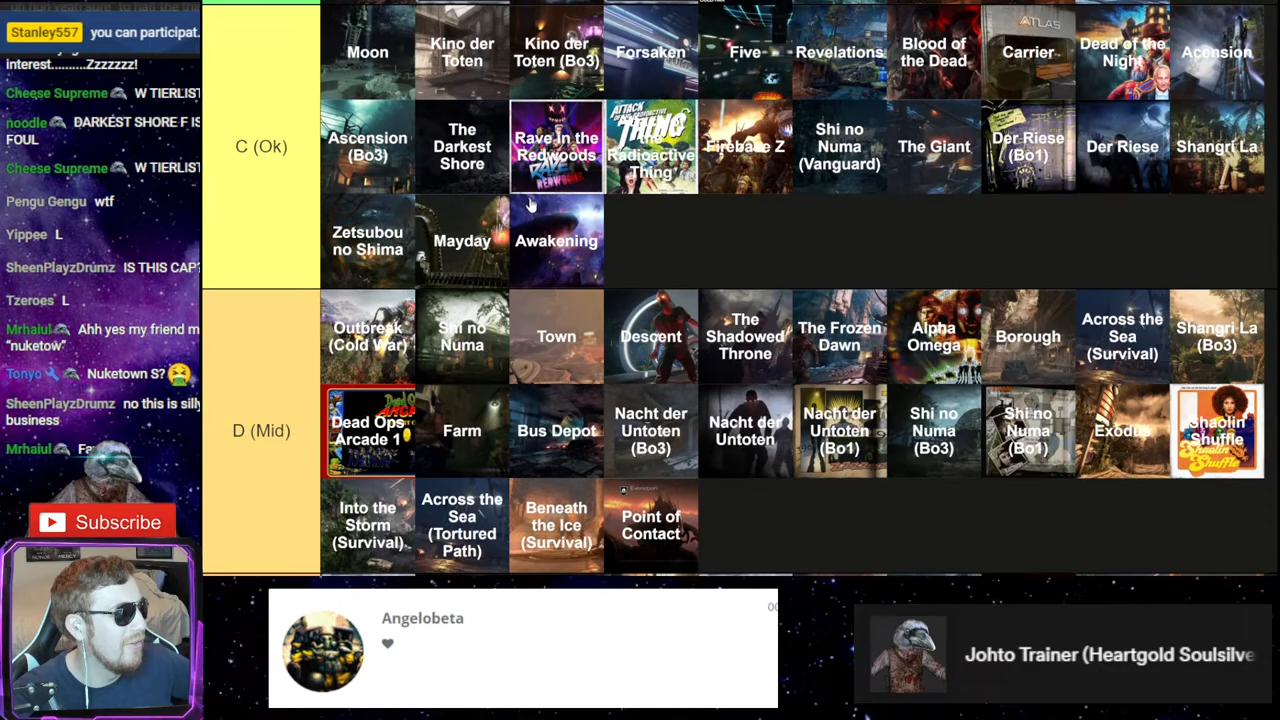 Stanley557 you can participat.
interest..........Zzzzzz!
Cheese Supreme W TIERLIST
noodle DARKEST SHORE F IS
FOUL
Cheese Supreme W TIERLIST
Pengu Gengu wtf
Yippee L
SheenPlayzDrumz IS THIS CAP?
Tzeroes L
Mrhaiul Ahh yes my friend m
“nuketow”
Tonyo Nuketown S?
SheenPlayzDrumz no this is silly
business
Mrhaiul Fa
Subscribe
C (Ok)
Moon
Kino der
Toten
Kino der
Toten (Bo3)
Forsaken
Five
Revelations
Blood of
the Dead
ATLAS
Carrier
Dead of the
Night
Acension
Ascension
(Bo3)
The
Darkest
Shore
Rave in the
Redwoods
ATTACK
THING
Radioactive
Thing
Firebase Z
Shi no
Numa
(Vanguard)
The Giant
Der Riese
(Bo1)
Der Riese
Shangri La
Zetsubou
no Shima
Mayday
Awakening
D (Mid)
Outbreak
(Cold War)
Shi no
Numa
Town
Descent
The
Shadowed
Throne
The Frozen
Dawn
Alpha
Omega
Borough
Across the
Sea
(Survival)
Shangri La
(Bo3)
Dead Ops
Arcade 1
Farm
Bus Depot
Nacht der
Untoten
(Bo3)
Nacht der
Untoten
Nacht der
Untoten
(Bo1)
Shi no
Numa
(Bo3)
Shi no
Numa
(Bo1)
Exodus
Shaolin
Shuffle
Into the
Storm
(Survival)
Across the
Sea
(Tortured
Path)
Beneath
the Ice
(Survival)
Point of
Contact
Angelobeta
Johto Trainer (Heartgold Soulsilve